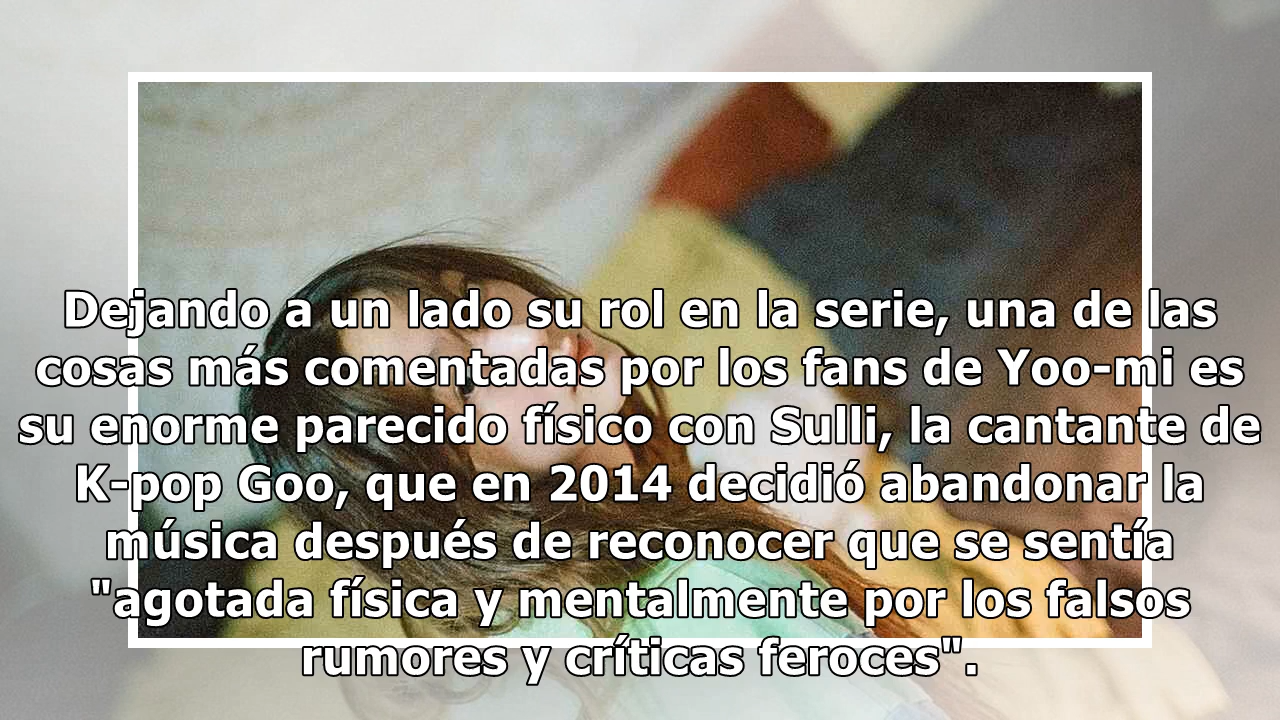 Dejando a un lado su rol en la serie, una de las
cosas más comentadas por los fans de Yoo-mi es
su enorme parecido físico con Sulli, la cantante de
K-pop Goo, que en 2014 decidió abandonar la
música después de reconocer que se sentía
"agotada física y mentalmente por los falsos
rumores y críticas feroces".